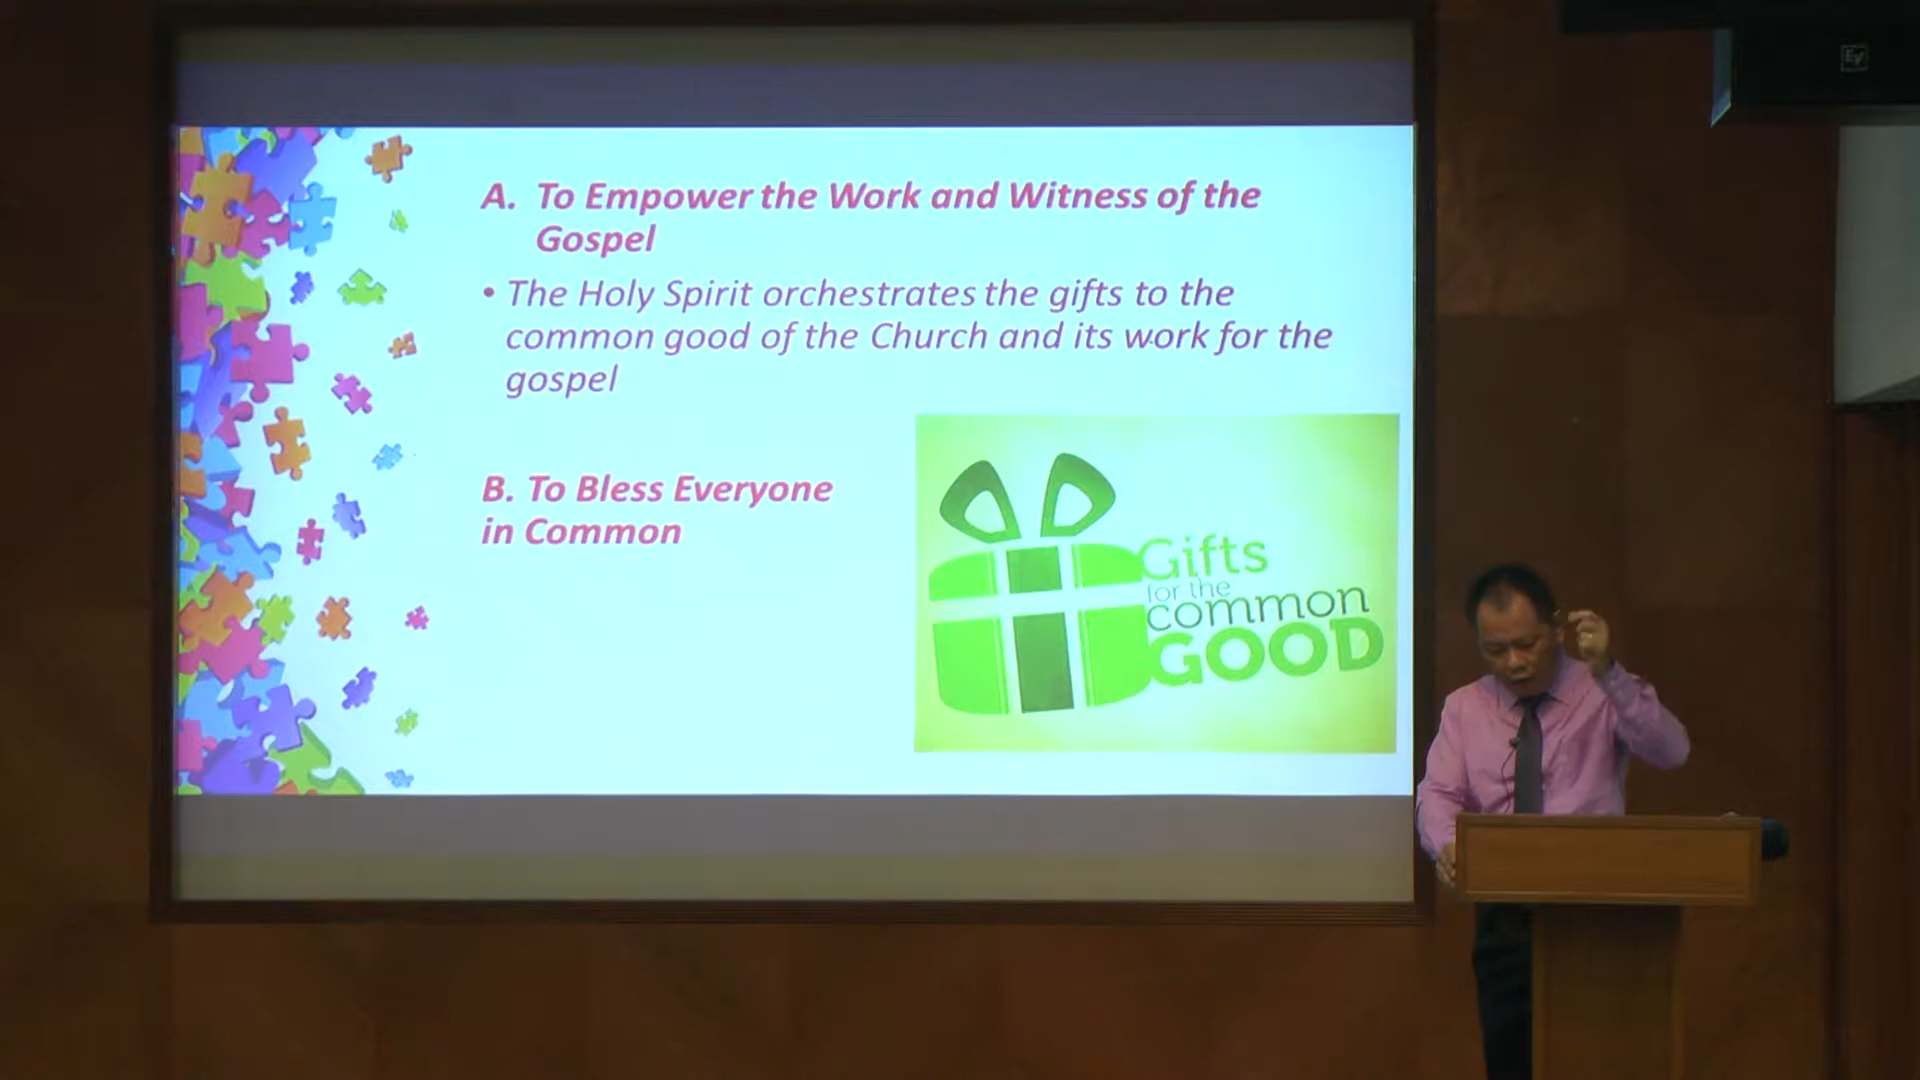 A. To Empower the Work and Witness of the
Gospel
• The Holy Spirit orchestrates the gifts to the
common good of the Church and its work for the
gospel
B. To Bless Everyone
in Common
Gifts
for the
common
GOOD
EV